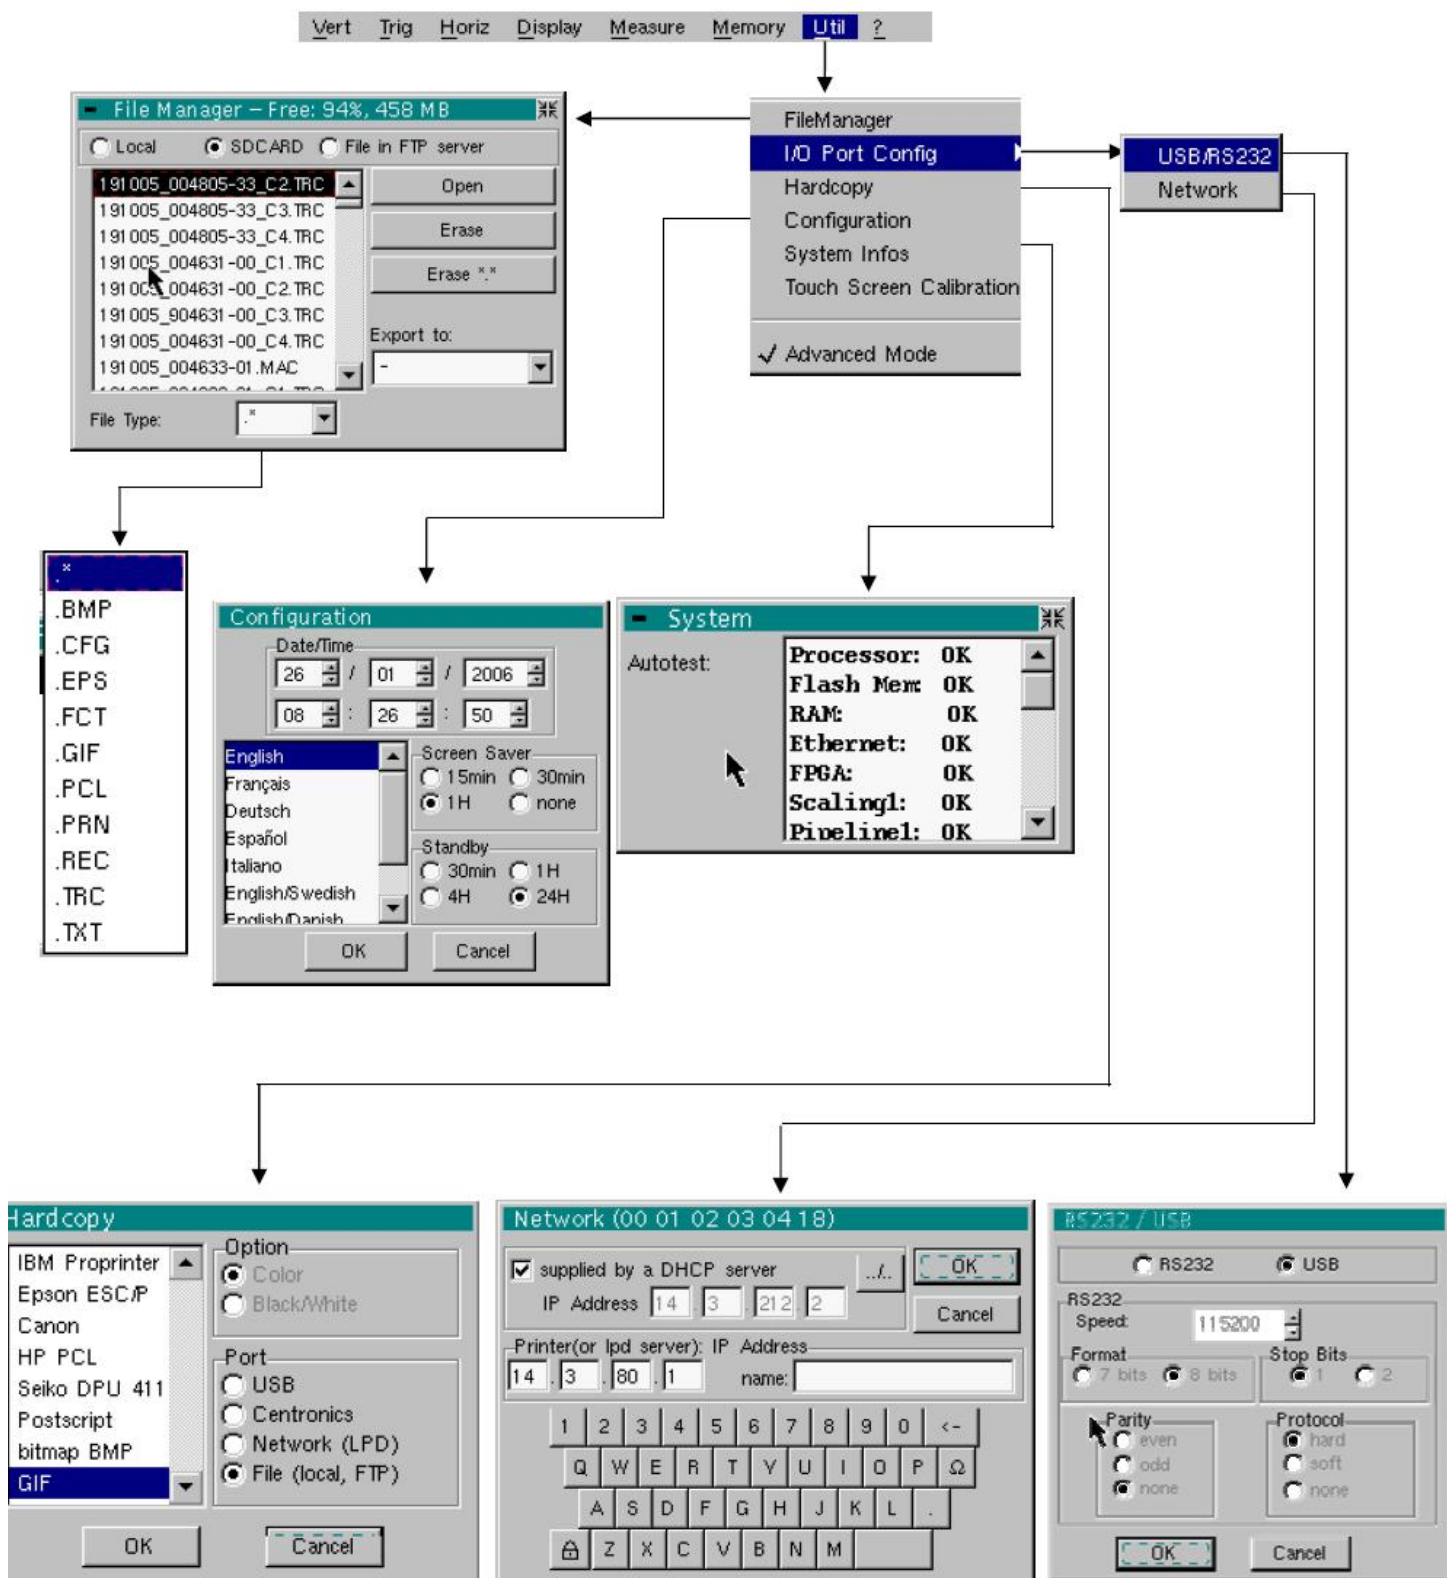 Vert Trig Horiz Display Measure Memory Util ?
File Manager – Free: 94%, 458 MB
Local SDCARD File in FTP server
191005_004805-33_C2.TRC
191005_004805-33_C3.TRC
191005_004805-33_C4.TRC
191005_004631-00_C1.TRC
191005_004631-00_C2.TRC
191005_904631-00_C3.TRC
191005_004631-00_C4.TRC
191005_004633-01.MAC
Open
Erase
Erase *.*
Export to:
-
File Type: .*
FileManager
I/O Port Config
Hardcopy
Configuration
System Infos
Touch Screen Calibration
✓ Advanced Mode
USB/RS232
Network
.*
.BMP
.CFG
.EPS
.FCT
.GIF
.PCL
.PRN
.REC
.TRC
.TXT
Configuration
Date/Time
26 / 01 / 2006
08 : 26 : 50
English
Français
Deutsch
Español
Italiano
English/Swedish
English/Danish
Screen Saver
15min 30min
1H none
Standby
30min 1H
4H 24H
OK Cancel
System
Autotest:
Processor: OK
Flash Mem: OK
RAM: OK
Ethernet: OK
FPGA: OK
Scaling1: OK
Pipeline1: OK
Hardcopy
IBM Proprinter
Epson ESC/P
Canon
HP PCL
Seiko DPU 411
Postscript
bitmap BMP
GIF
Option
Color
Black/White
Port
USB
Centronics
Network (LPD)
File (local, FTP)
OK Cancel
Network (00 01 02 03 04 18)
supplied by a DHCP server ../.. OK
IP Address 14 . 3 . 212 . 2 Cancel
Printer(or lpd server): IP Address
14 . 3 . 80 . 1 name:
1 2 3 4 5 6 7 8 9 0 <-
Q W E R T Y U I O P Ω
A S D F G H J K L .
Z X C V B N M
RS232 / USB
RS232 USB
RS232
Speed: 115200
Format
7 bits 8 bits
Stop Bits
1 2
Parity
even
odd
none
Protocol
hard
soft
none
OK Cancel